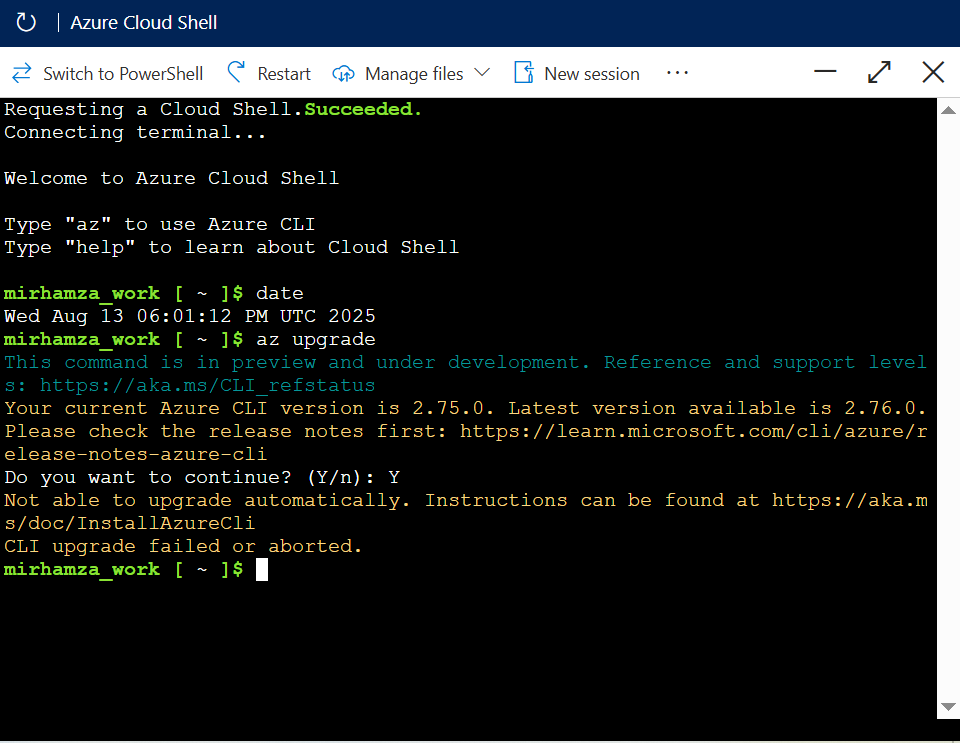 Azure Cloud Shell
Switch to PowerShell Restart Manage files New session ...
Requesting a Cloud Shell.Succeeded.
Connecting terminal...
Welcome to Azure Cloud Shell
Type "az" to use Azure CLI
Type "help" to learn about Cloud Shell
mirhamza_work [ ~ ]$ date
Wed Aug 13 06:01:12 PM UTC 2025
mirhamza_work [ ~ ]$ az upgrade
This command is in preview and under development. Reference and support level
s: https://aka.ms/CLI_refstatus
Your current Azure CLI version is 2.75.0. Latest version available is 2.76.0.
Please check the release notes first: https://learn.microsoft.com/cli/azure/r
elease-notes-azure-cli
Do you want to continue? (Y/n): Y
Not able to upgrade automatically. Instructions can be found at https://aka.m
s/doc/InstallAzureCli
CLI upgrade failed or aborted.
mirhamza_work [ ~ ]$